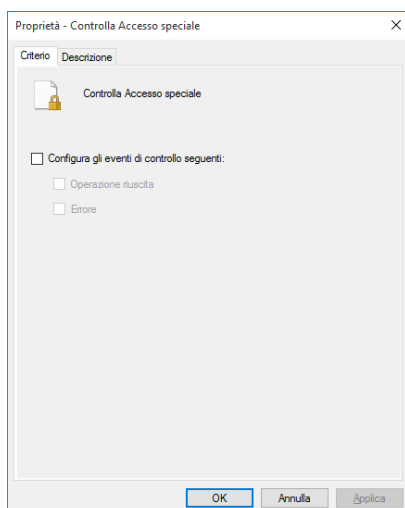 Proprietà - Controlla Accesso speciale
Criterio Descrizione
Controlla Accesso speciale
Configura gli eventi di controllo seguenti:
Operazione riuscita
Errore
OK Annulla Applica